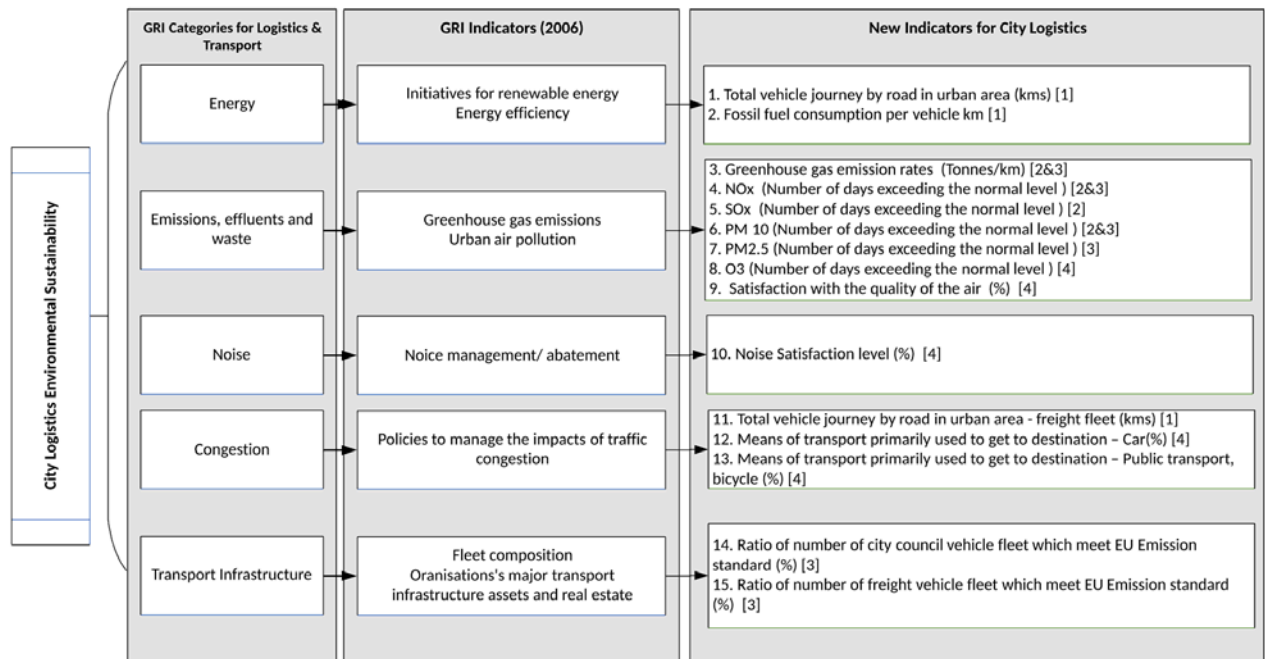 City Logistics Environmental Sustainability
GRI Categories for Logistics &
Transport
GRI Indicators (2006)
New Indicators for City Logistics
Energy
Initiatives for renewable energy
Energy efficiency
1. Total vehicle journey by road in urban area (kms) [1]
2. Fossil fuel consumption per vehicle km [1]
Emissions, effluents and
waste
Greenhouse gas emissions
Urban air pollution
3. Greenhouse gas emission rates (Tonnes/km) [2&3]
4. NOx (Number of days exceeding the normal level ) [2&3]
5. SOx (Number of days exceeding the normal level ) [2]
6. PM 10 (Number of days exceeding the normal level ) [2&3]
7. PM2.5 (Number of days exceeding the normal level ) [3]
8. O3 (Number of days exceeding the normal level ) [4]
9. Satisfaction with the quality of the air (%) [4]
Noise
Noice management/ abatement
10. Noise Satisfaction level (%) [4]
Congestion
Policies to manage the impacts of traffic
congestion
11. Total vehicle journey by road in urban area - freight fleet (kms) [1]
12. Means of transport primarily used to get to destination – Car(%) [4]
13. Means of transport primarily used to get to destination – Public transport,
bicycle (%) [4]
Transport Infrastructure
Fleet composition
Oranisations's major transport
infrastructure assets and real estate
14. Ratio of number of city council vehicle fleet which meet EU Emission
standard (%) [3]
15. Ratio of number of freight vehicle fleet which meet EU Emission standard
(%) [3]